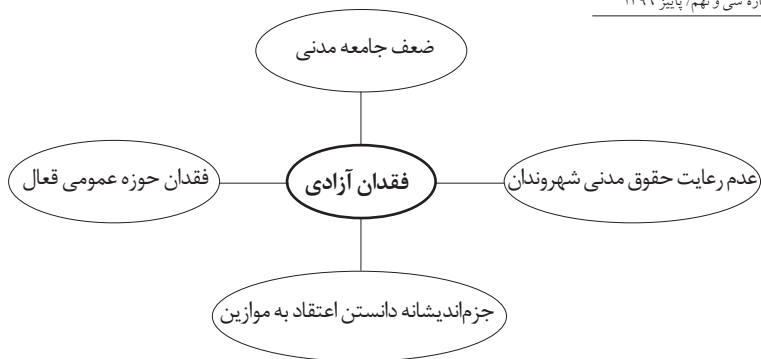 ضعف جامعه مدنی
عدم رعایت حقوق مدنی شهروندان
فقدان آزادی
فقدان حوزه عمومی قعال
جزم‌اندیشانه دانستن اعتقاد به موازین